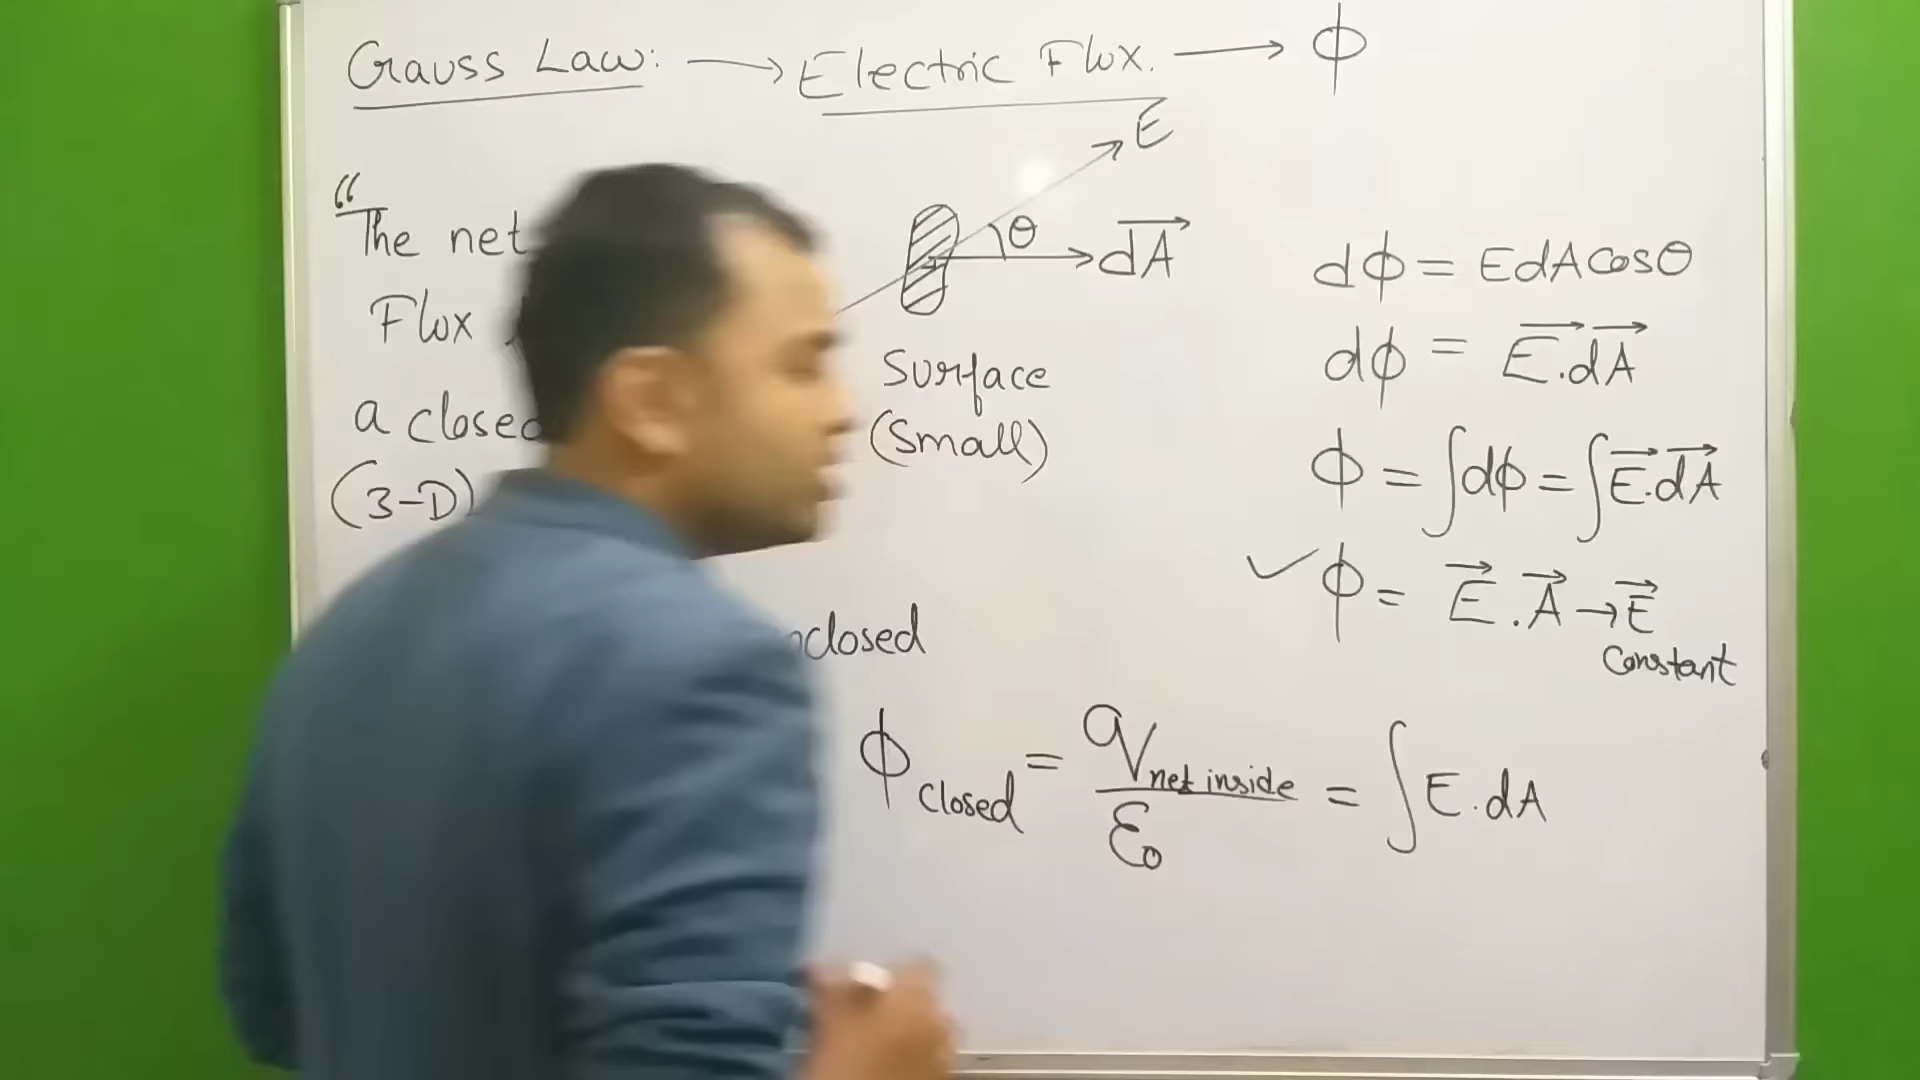 Gauss Law: → Electric Flux. → ϕ
E
θ
dA⃗
Surface
(Small)
“The net
Flux
a closed
(3-D)
closed
dϕ = EdAcosθ
dϕ = E⃗.dA⃗
ϕ = ∫dϕ = ∫E⃗.dA⃗
✓ ϕ = E⃗.A⃗ → E⃗
Constant
ϕ closed = q net inside / ε₀ = ∫E.dA